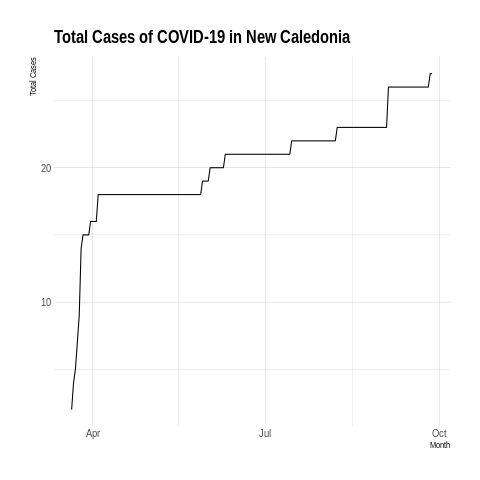 Total Cases of COVID-19 in New Caledonia
Total Cases
20
10
Apr
Jul
Oct
Month